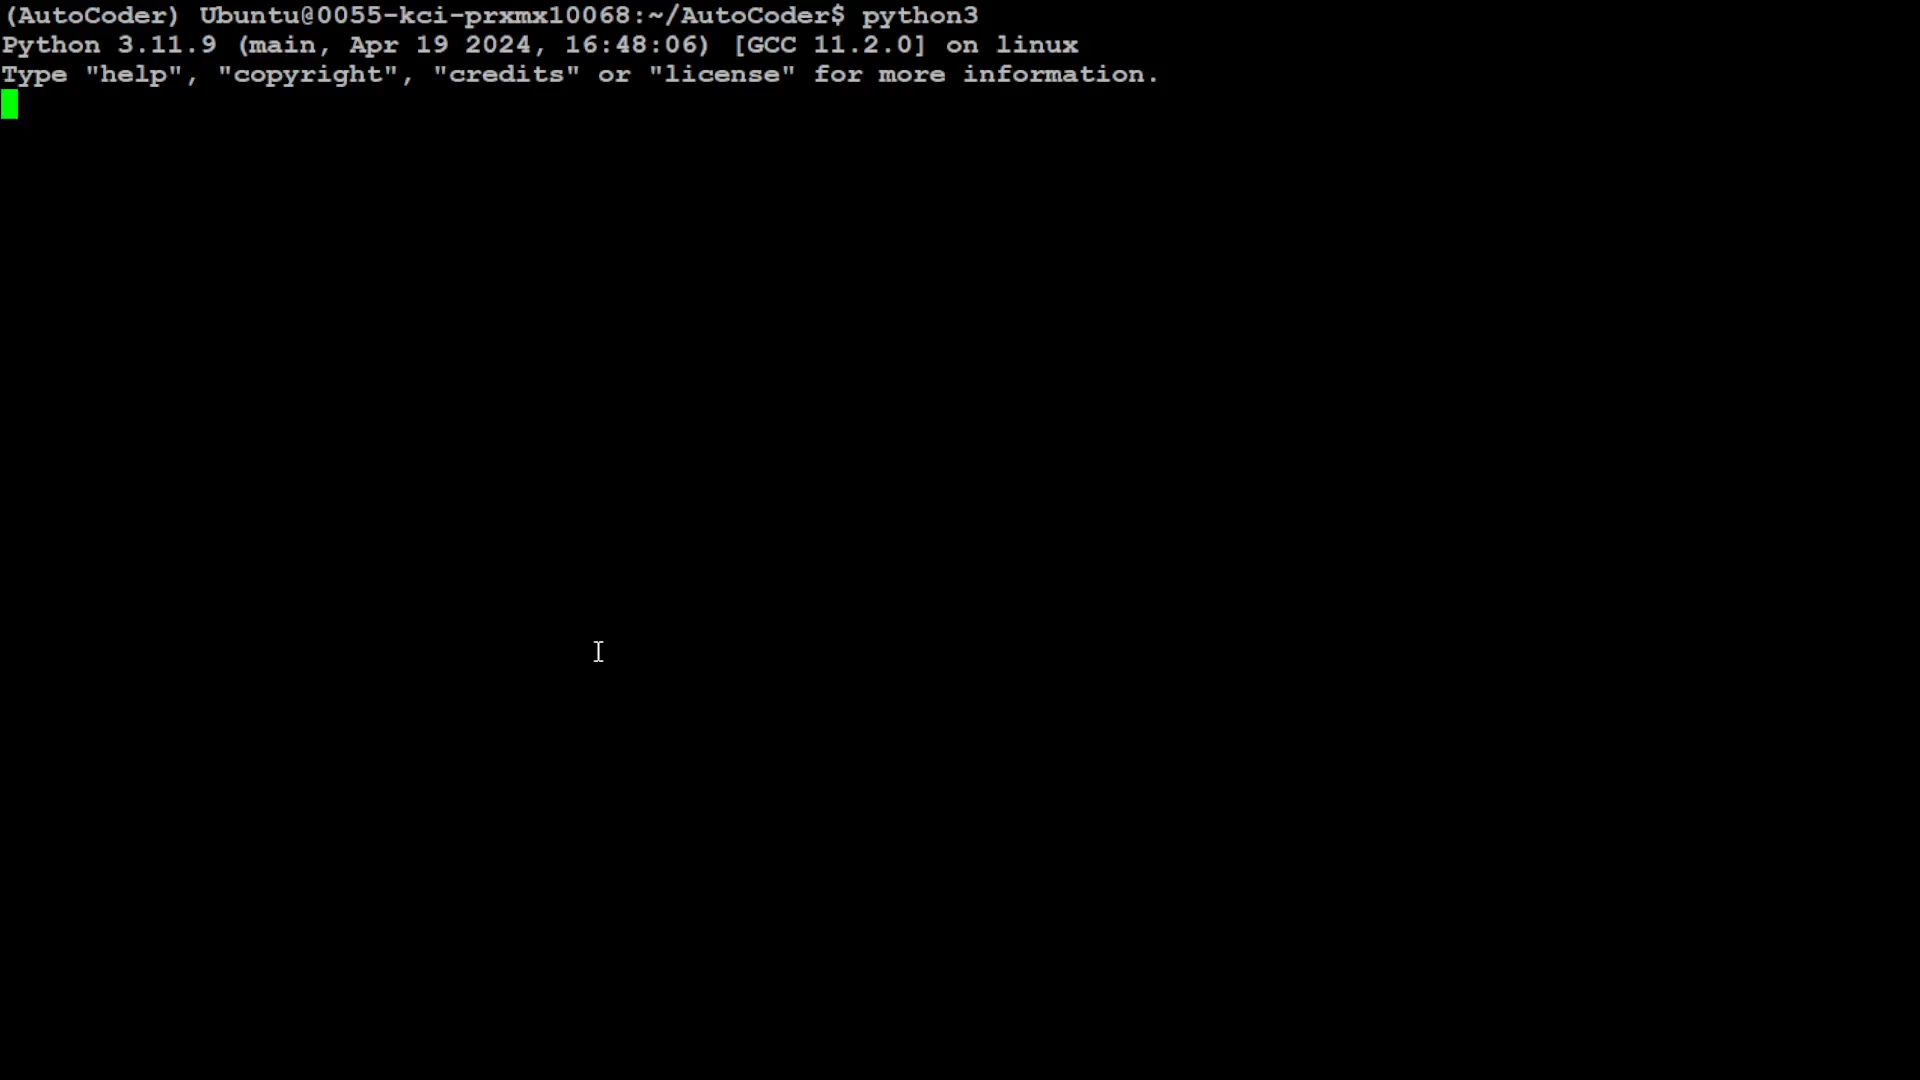 (AutoCoder) Ubuntu@0055-kci-prxmx10068:~/AutoCoder$ python3
Python 3.11.9 (main, Apr 19 2024, 16:48:06) [GCC 11.2.0] on linux
Type "help", "copyright", "credits" or "license" for more information.